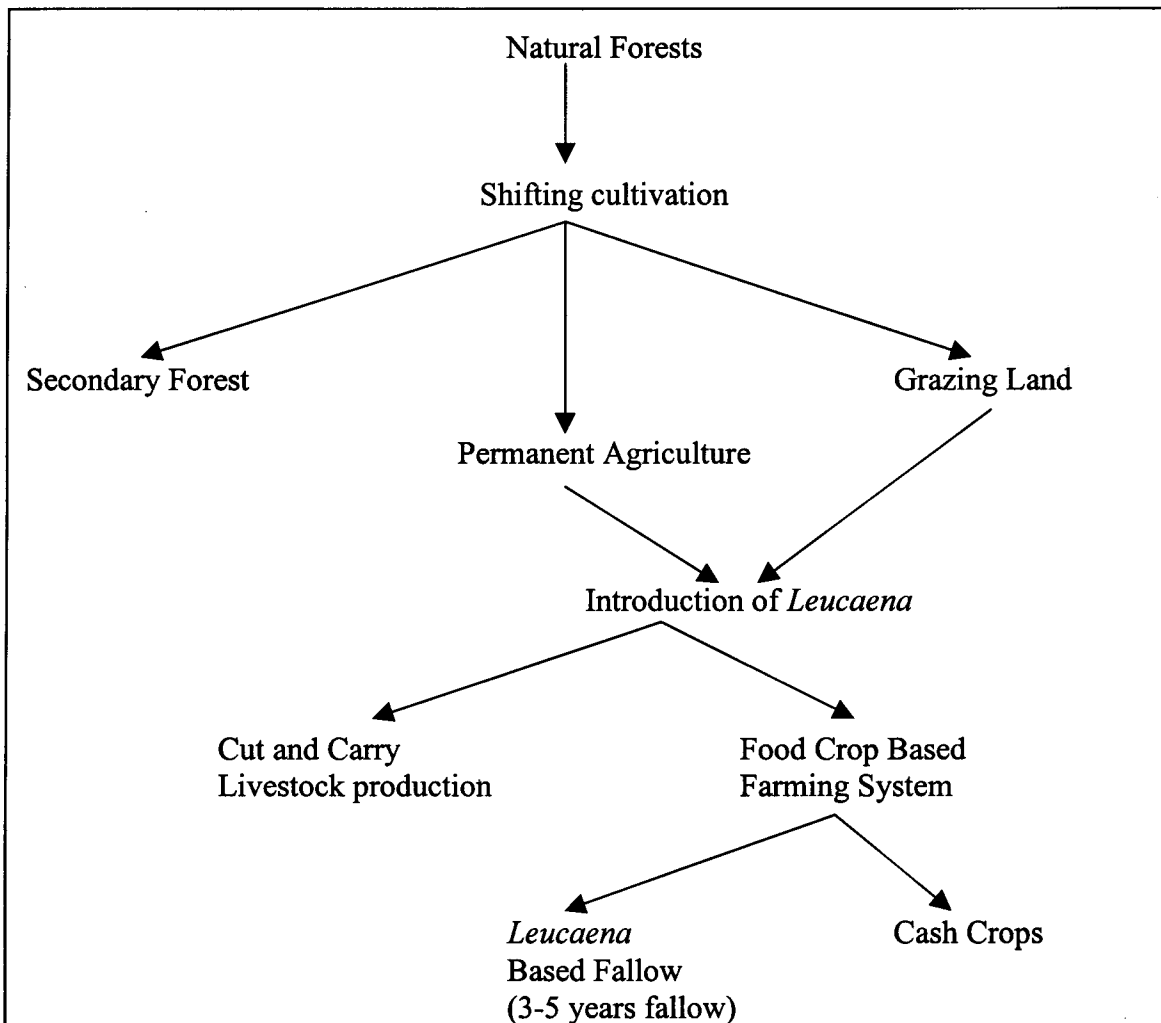 Natural Forests
Shifting cultivation
Secondary Forest
Grazing Land
Permanent Agriculture
Introduction of Leucaena
Cut and Carry
Livestock production
Food Crop Based
Farming System
Leucaena
Based Fallow
(3-5 years fallow)
Cash Crops